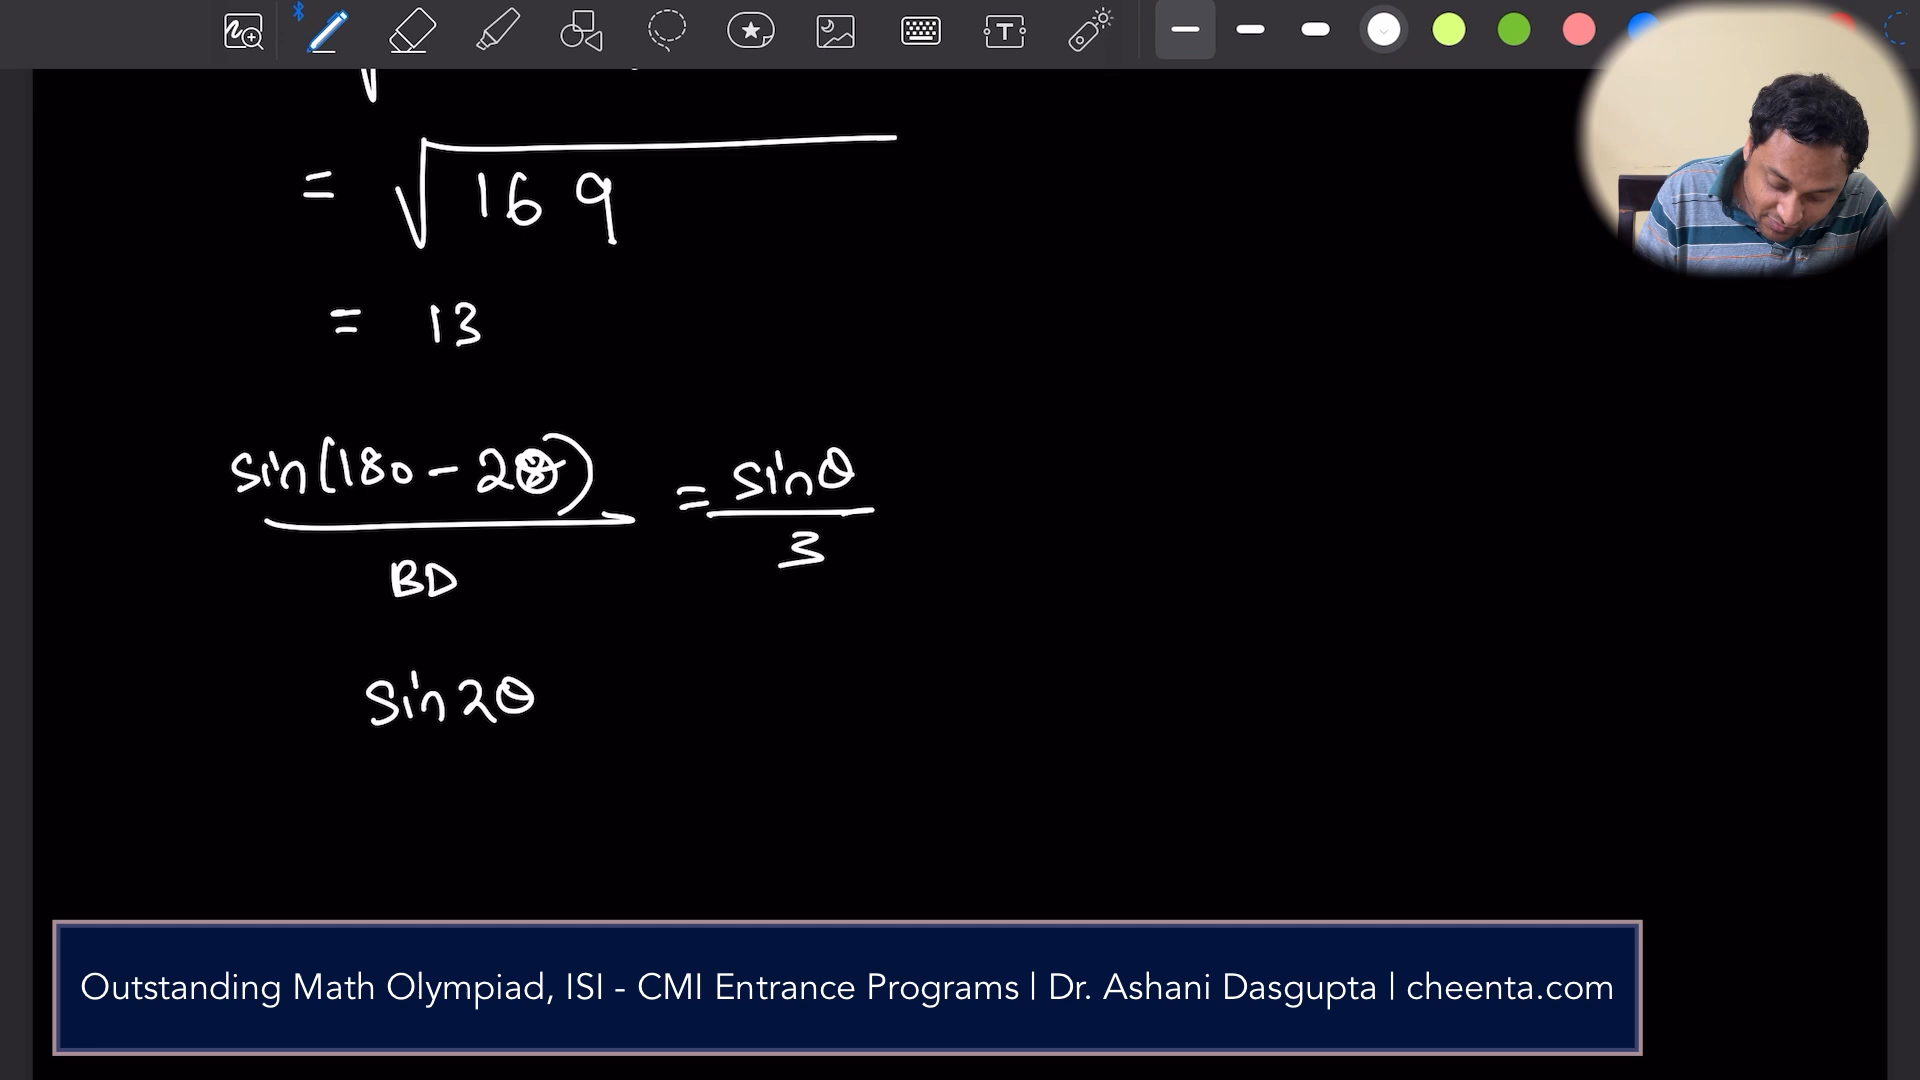 = √169
= 13
sin(180 - 2θ) / BD = sinθ / 3
sin2θ
Outstanding Math Olympiad, ISI - CMI Entrance Programs | Dr. Ashani Dasgupta | cheenta.com